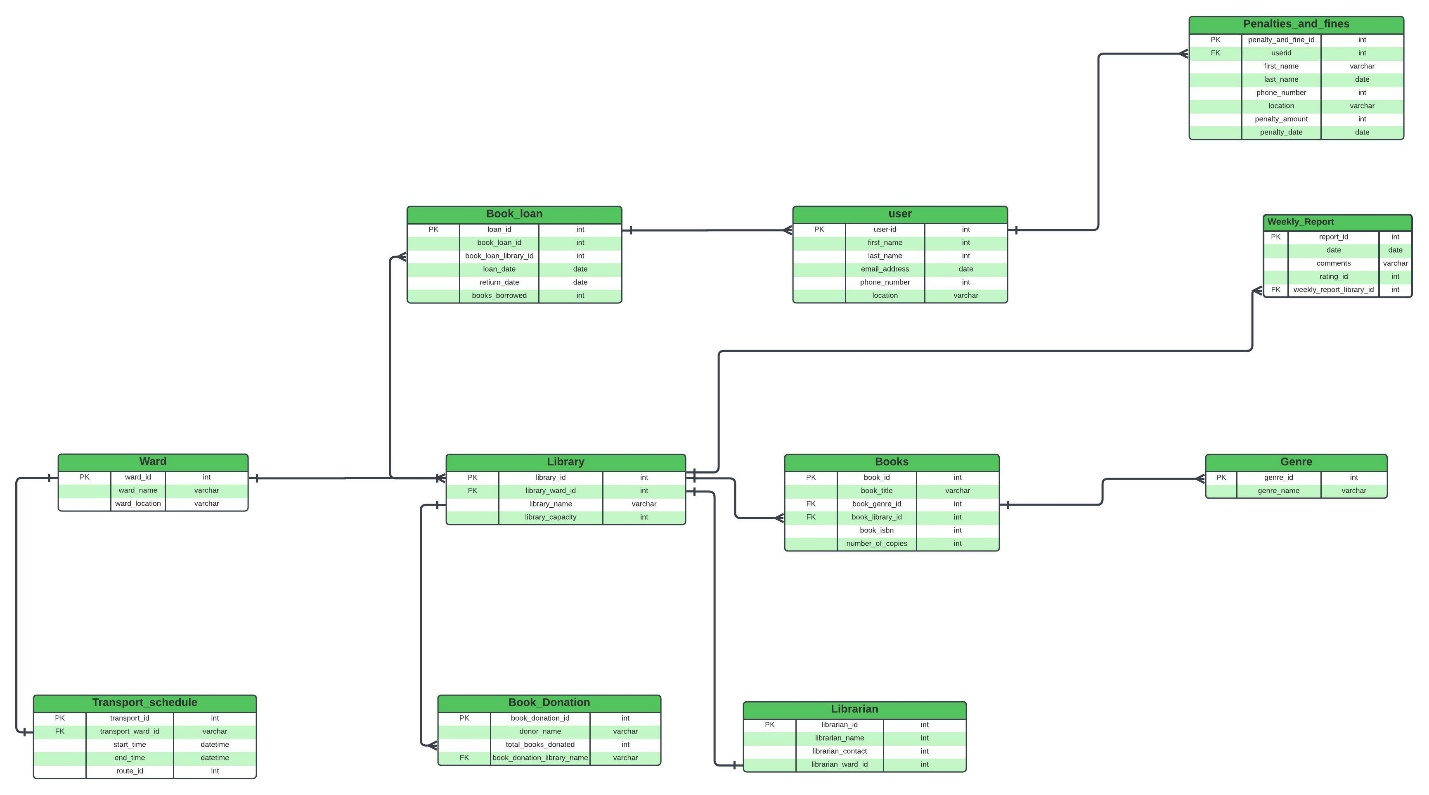 Penalties_and_fines
PK penalty_and_fine_id int
FK userid int
first_name varchar
last_name date
phone_number int
location varchar
penalty_amount int
penalty_date date
Book_loan
PK loan_id int
book_loan_id int
book_loan_library_id int
loan_date date
retiurn_date date
books_borrowed int
user
PK user-id int
first_name int
last_name int
email_address date
phone_number int
location varchar
Weekly_Report
PK report_id int
date date
comments varchar
rating_id int
FK weekly_report_library_id int
Ward
PK ward_id int
ward_name varchar
ward_location varchar
Library
PK library_id int
FK library_ward_id int
library_name varchar
library_capacity int
Books
PK book_id int
book_title varchar
FK book_genre_id int
FK book_library_id int
book_isbn int
number_of_copies int
Genre
PK genre_id int
genre_name varchar
Transport_schedule
PK transport_id int
FK transport_ward_id varchar
start_time datetime
end_time datetime
route_id int
Book_Donation
PK book_donation_id int
donor_name varchar
total_books_donated int
FK book_donation_library_name varchar
Librarian
PK librarian_id int
librarian_name int
librarian_contact int
librarian_ward_id int